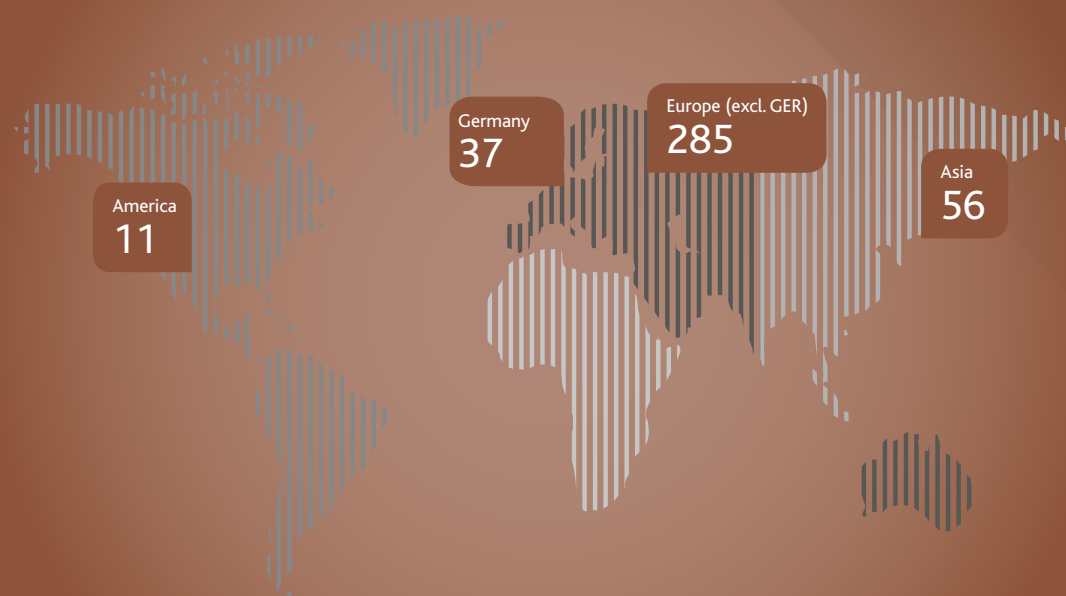 Germany
37
Europe (excl. GER)
285
America
11
Asia
56